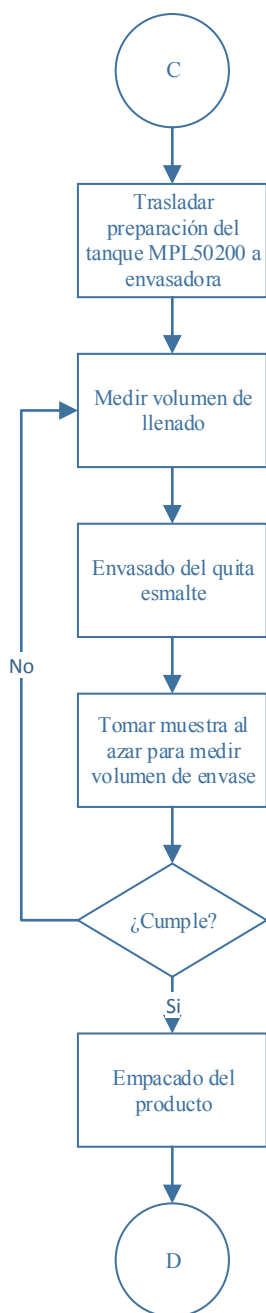 C
Trasladar
preparación del
tanque MPL50200 a
envasadora
Medir volumen de
llenado
Envasado del quita
esmalte
No
Tomar muestra al
azar para medir
volumen de envase
¿Cumple?
Si
Empacado del
producto
D